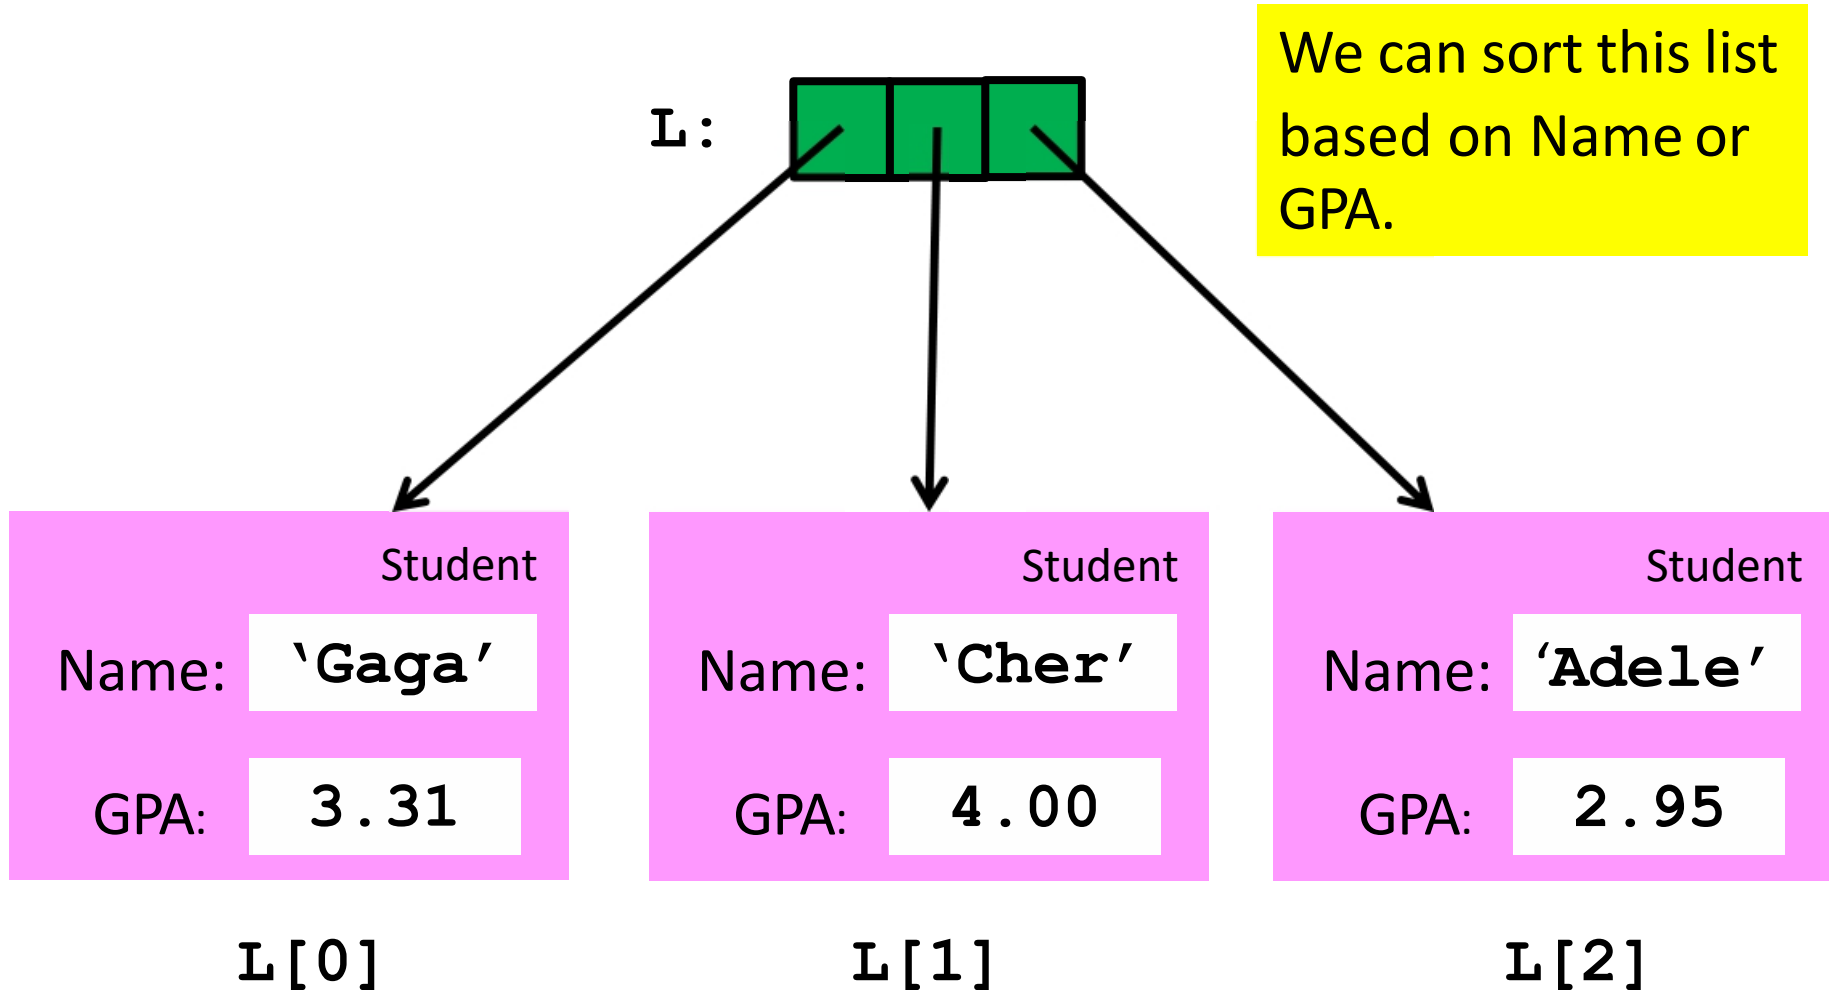 We can sort this list
based on Name or
GPA.
L:
Student
Name: ‘Gaga’
GPA: 3.31
L[0]
Student
Name: ‘Cher’
GPA: 4.00
L[1]
Student
Name: ‘Adele’
GPA: 2.95
L[2]